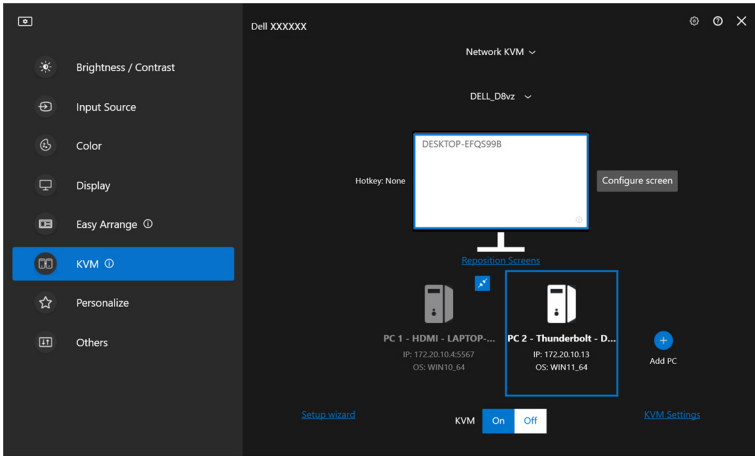 Dell XXXXXX
Brightness / Contrast
Input Source
Color
Display
Easy Arrange
KVM
Personalize
Others
Network KVM
DELL_D8vz
DESKTOP-EFQS99B
Hotkey: None
Configure screen
Reposition Screens
PC 1 - HDMI - LAPTOP-...
IP: 172.20.10.4:5567
OS: WIN10_64
PC 2 - Thunderbolt - D...
IP: 172.20.10.13
OS: WIN11_64
Add PC
Setup wizard
KVM
On
Off
KVM Settings